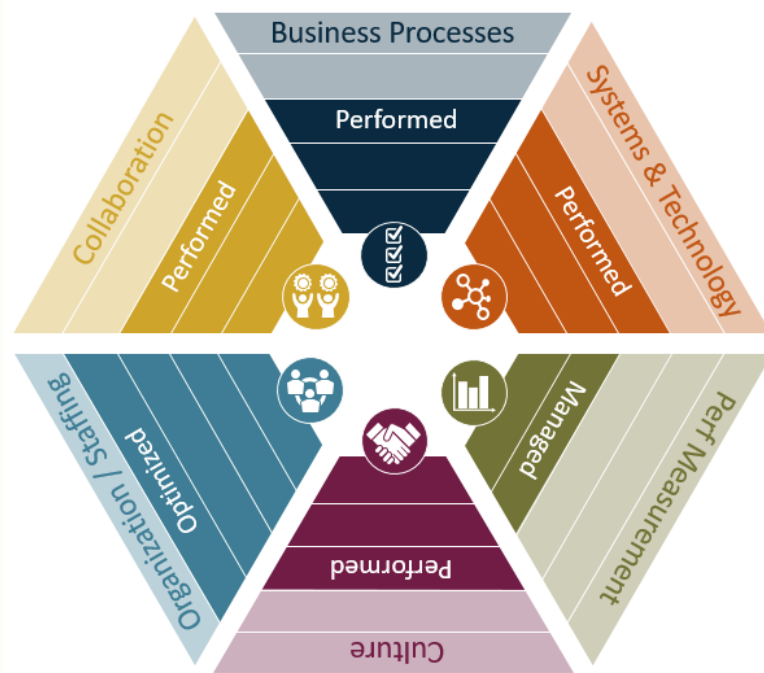 Business Processes
Performed
Systems & Technology
Performed
Perf Measurement
Managed
Culture
Performed
Organization / Staffing
Optimized
Collaboration
Performed